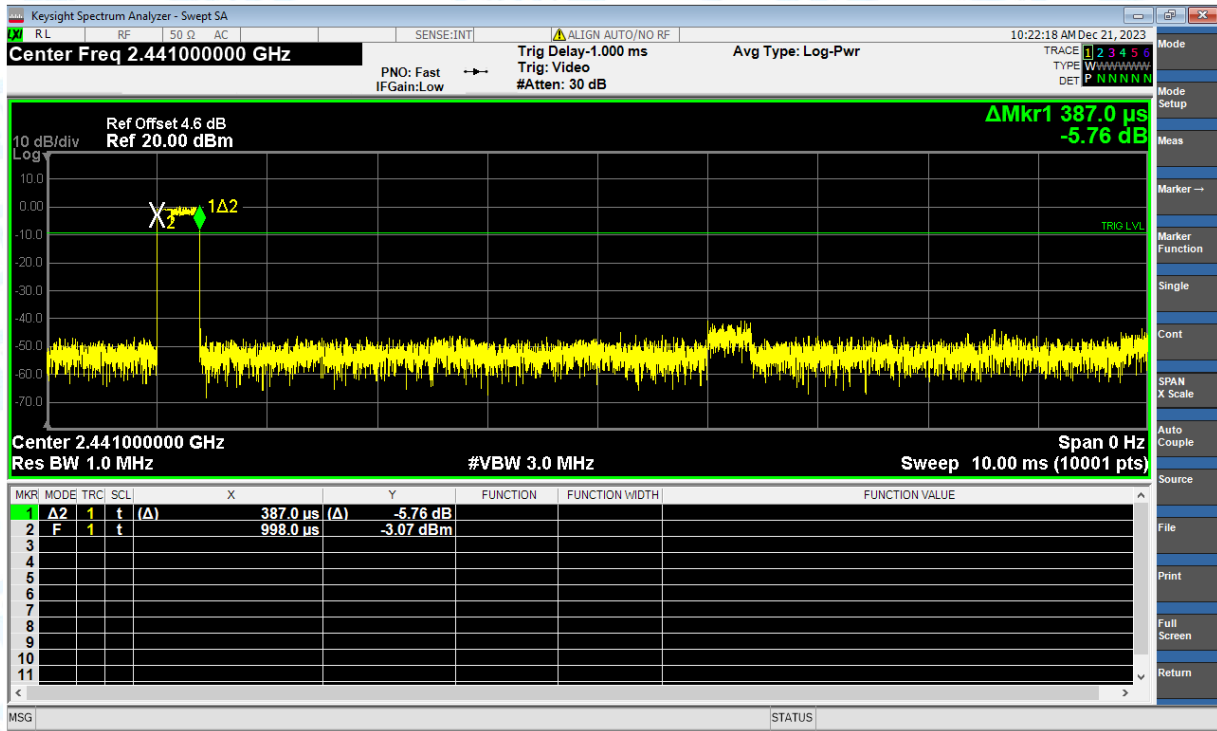 Keysight Spectrum Analyzer - Swept SA
LXI RL RF 50 Ω AC SENSE:INT ALIGN AUTO/NO RF 10:22:18 AM Dec 21, 2023
Center Freq 2.441000000 GHz
PNO: Fast
IFGain:Low
Trig Delay-1.000 ms
Trig: Video
#Atten: 30 dB
Avg Type: Log-Pwr
TRACE 1 2 3 4 5 6
TYPE WWWWWW
DET P N N N N N
ΔMkr1 387.0 µs
-5.76 dB
Ref Offset 4.6 dB
10 dB/div Ref 20.00 dBm
Log
10.0
0.00
-10.0
-20.0
-30.0
-40.0
-50.0
-60.0
-70.0
X2 1Δ2
TRIG LVL
Center 2.441000000 GHz Span 0 Hz
Res BW 1.0 MHz #VBW 3.0 MHz Sweep 10.00 ms (10001 pts)
MKR MODE TRC SCL X Y FUNCTION FUNCTION WIDTH FUNCTION VALUE
1 Δ2 1 t (Δ) 387.0 µs (Δ) -5.76 dB
2 F 1 t 998.0 µs -3.07 dBm
3
4
5
6
7
8
9
10
11
MSG STATUS
Mode
Mode
Setup
Meas
Marker →
Marker
Function
Single
Cont
SPAN
X Scale
Auto
Couple
Source
File
Print
Full
Screen
Return